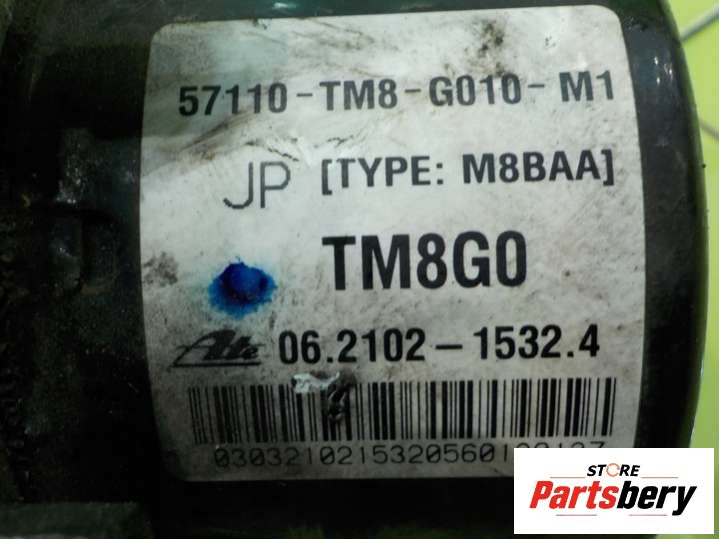 57110-TM8-G010-M1
JP [TYPE: M8BAA]
TM8G0
Ate 06.2102-1532.4
STORE
Partsbery